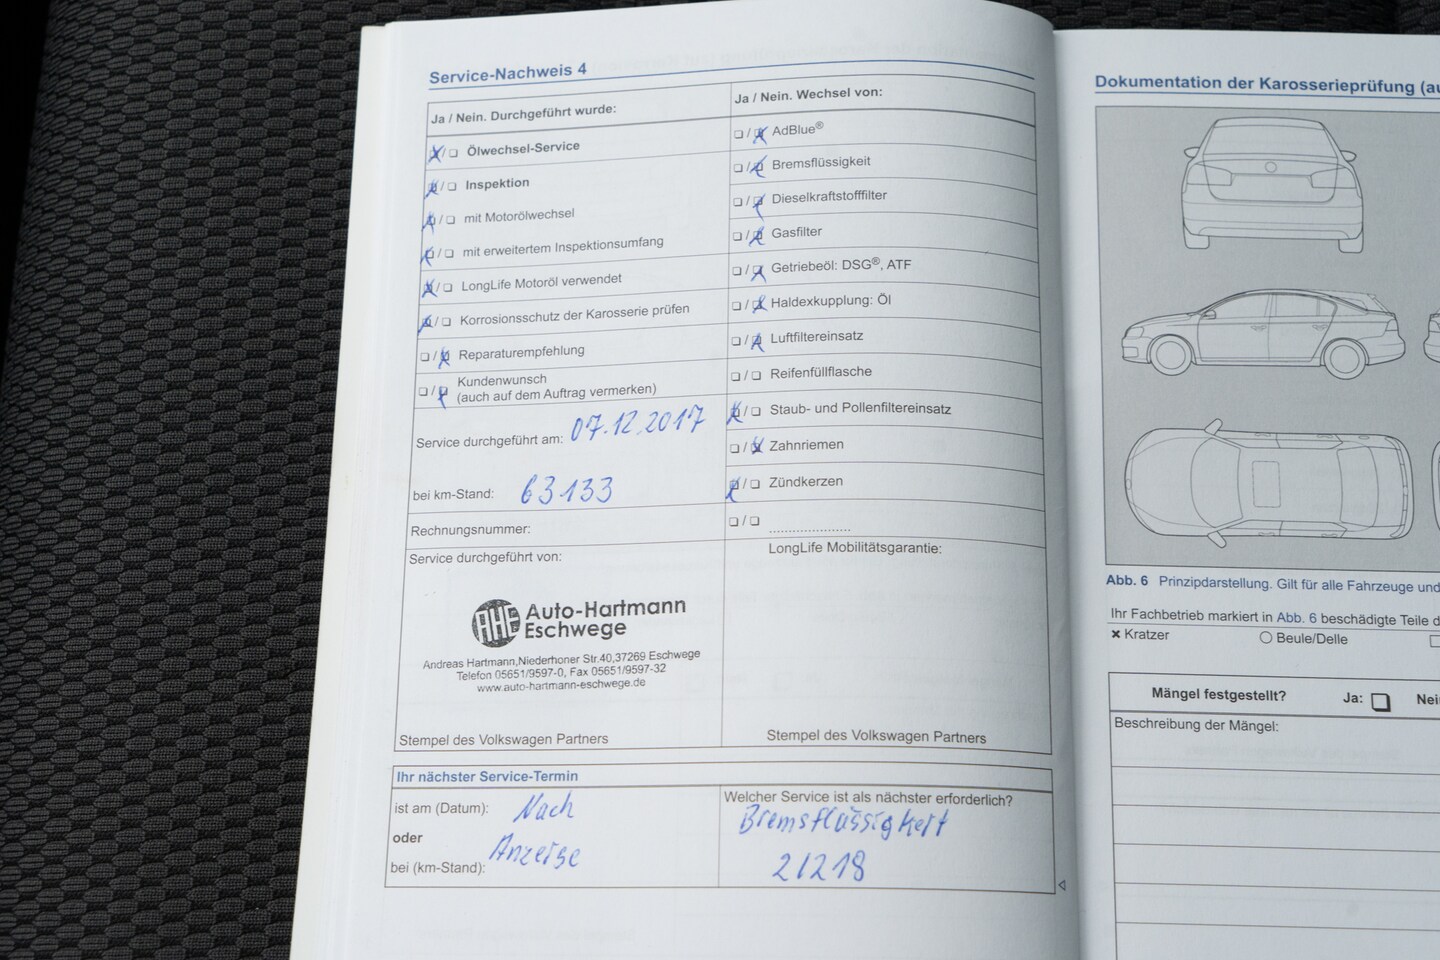 Service-Nachweis 4
Ja / Nein. Durchgeführt wurde:
Ölwechsel-Service
Inspektion
mit Motorölwechsel
mit erweitertem Inspektionsumfang
LongLife Motoröl verwendet
Korrosionsschutz der Karosserie prüfen
Reparaturempfehlung
Kundenwunsch
(auch auf dem Auftrag vermerken)
Service durchgeführt am: 07.12.2017
bei km-Stand: 63133
Rechnungsnummer:
Service durchgeführt von:
AHE Auto-Hartmann
Eschwege
Andreas Hartmann,Niederhoner Str.40,37269 Eschwege
Telefon 05651/9597-0, Fax 05651/9597-32
www.auto-hartmann-eschwege.de
Stempel des Volkswagen Partners
Ja / Nein. Wechsel von:
AdBlue®
Bremsflüssigkeit
Dieselkraftstofffilter
Gasfilter
Getriebeöl: DSG®, ATF
Haldexkupplung: Öl
Luftfiltereinsatz
Reifenfüllflasche
Staub- und Pollenfiltereinsatz
Zahnriemen
Zündkerzen
LongLife Mobilitätsgarantie:
Stempel des Volkswagen Partners
Ihr nächster Service-Termin
ist am (Datum): Nach
oder
bei (km-Stand): Anzeige
Welcher Service ist als nächster erforderlich?
Bremsflüssigkeit
2/218
Dokumentation der Karosserieprüfung (au
Abb. 6 Prinzipdarstellung. Gilt für alle Fahrzeuge und
Ihr Fachbetrieb markiert in Abb. 6 beschädigte Teile d
× Kratzer Beule/Delle
Mängel festgestellt? Ja: Nei
Beschreibung der Mängel: